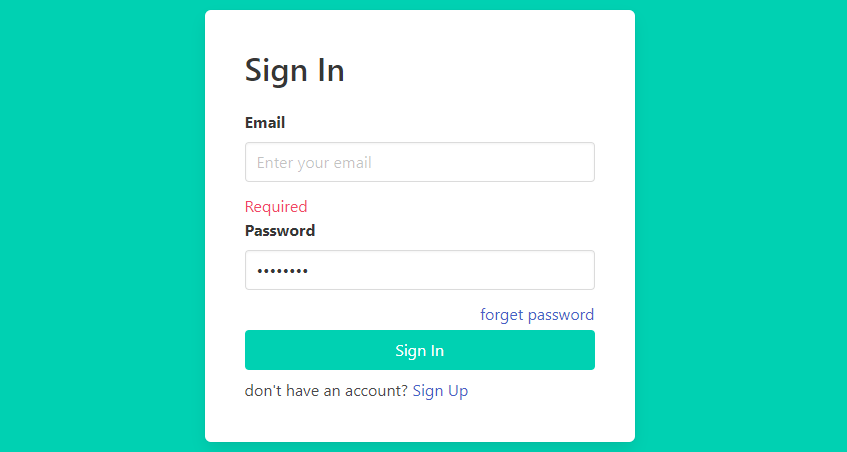 Sign In
Email
Enter your email
Required
Password
••••••••
forget password
Sign In
don't have an account? Sign Up